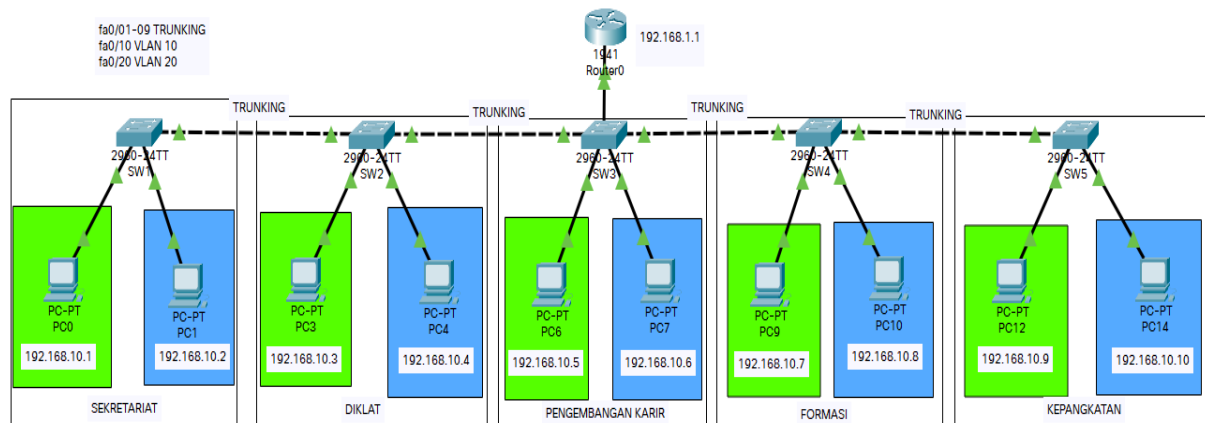 fa0/01-09 TRUNKING
fa0/10 VLAN 10
fa0/20 VLAN 20
192.168.1.1
1941
Router0
TRUNKING
TRUNKING
TRUNKING
TRUNKING
2960-24TT
SW1
2960-24TT
SW2
2960-24TT
SW3
2960-24TT
SW4
2960-24TT
SW5
PC-PT
PC0
PC-PT
PC1
PC-PT
PC3
PC-PT
PC4
PC-PT
PC6
PC-PT
PC7
PC-PT
PC9
PC-PT
PC10
PC-PT
PC12
PC-PT
PC14
192.168.10.1
192.168.10.2
192.168.10.3
192.168.10.4
192.168.10.5
192.168.10.6
192.168.10.7
192.168.10.8
192.168.10.9
192.168.10.10
SEKRETARIAT
DIKLAT
PENGEMBANGAN KARIR
FORMASI
KEPANGKATAN